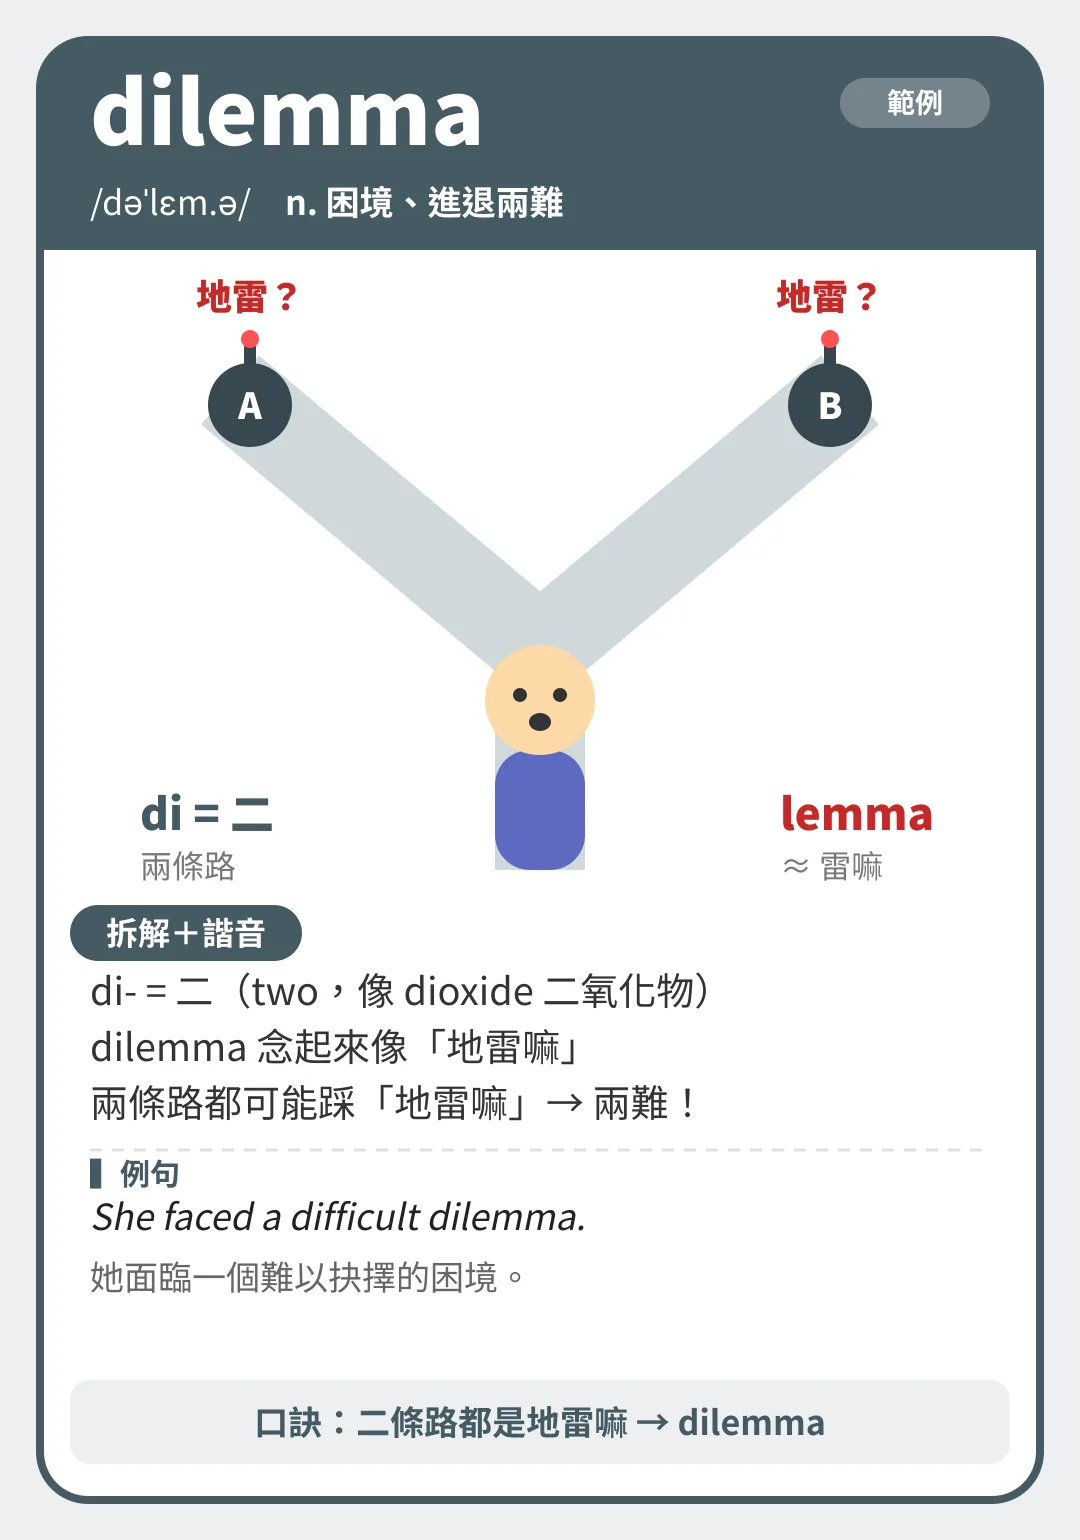 dilemma
範例
/dəˈlɛm.ə/ n. 困境、進退兩難
地雷？ 地雷？
A B
di = 二 lemma
兩條路 ≈ 雷嘛
拆解＋諧音
di- = 二（two，像 dioxide 二氧化物）
dilemma 念起來像「地雷嘛」
兩條路都可能踩「地雷嘛」→ 兩難！
例句
She faced a difficult dilemma.
她面臨一個難以抉擇的困境。
口訣：二條路都是地雷嘛 → dilemma